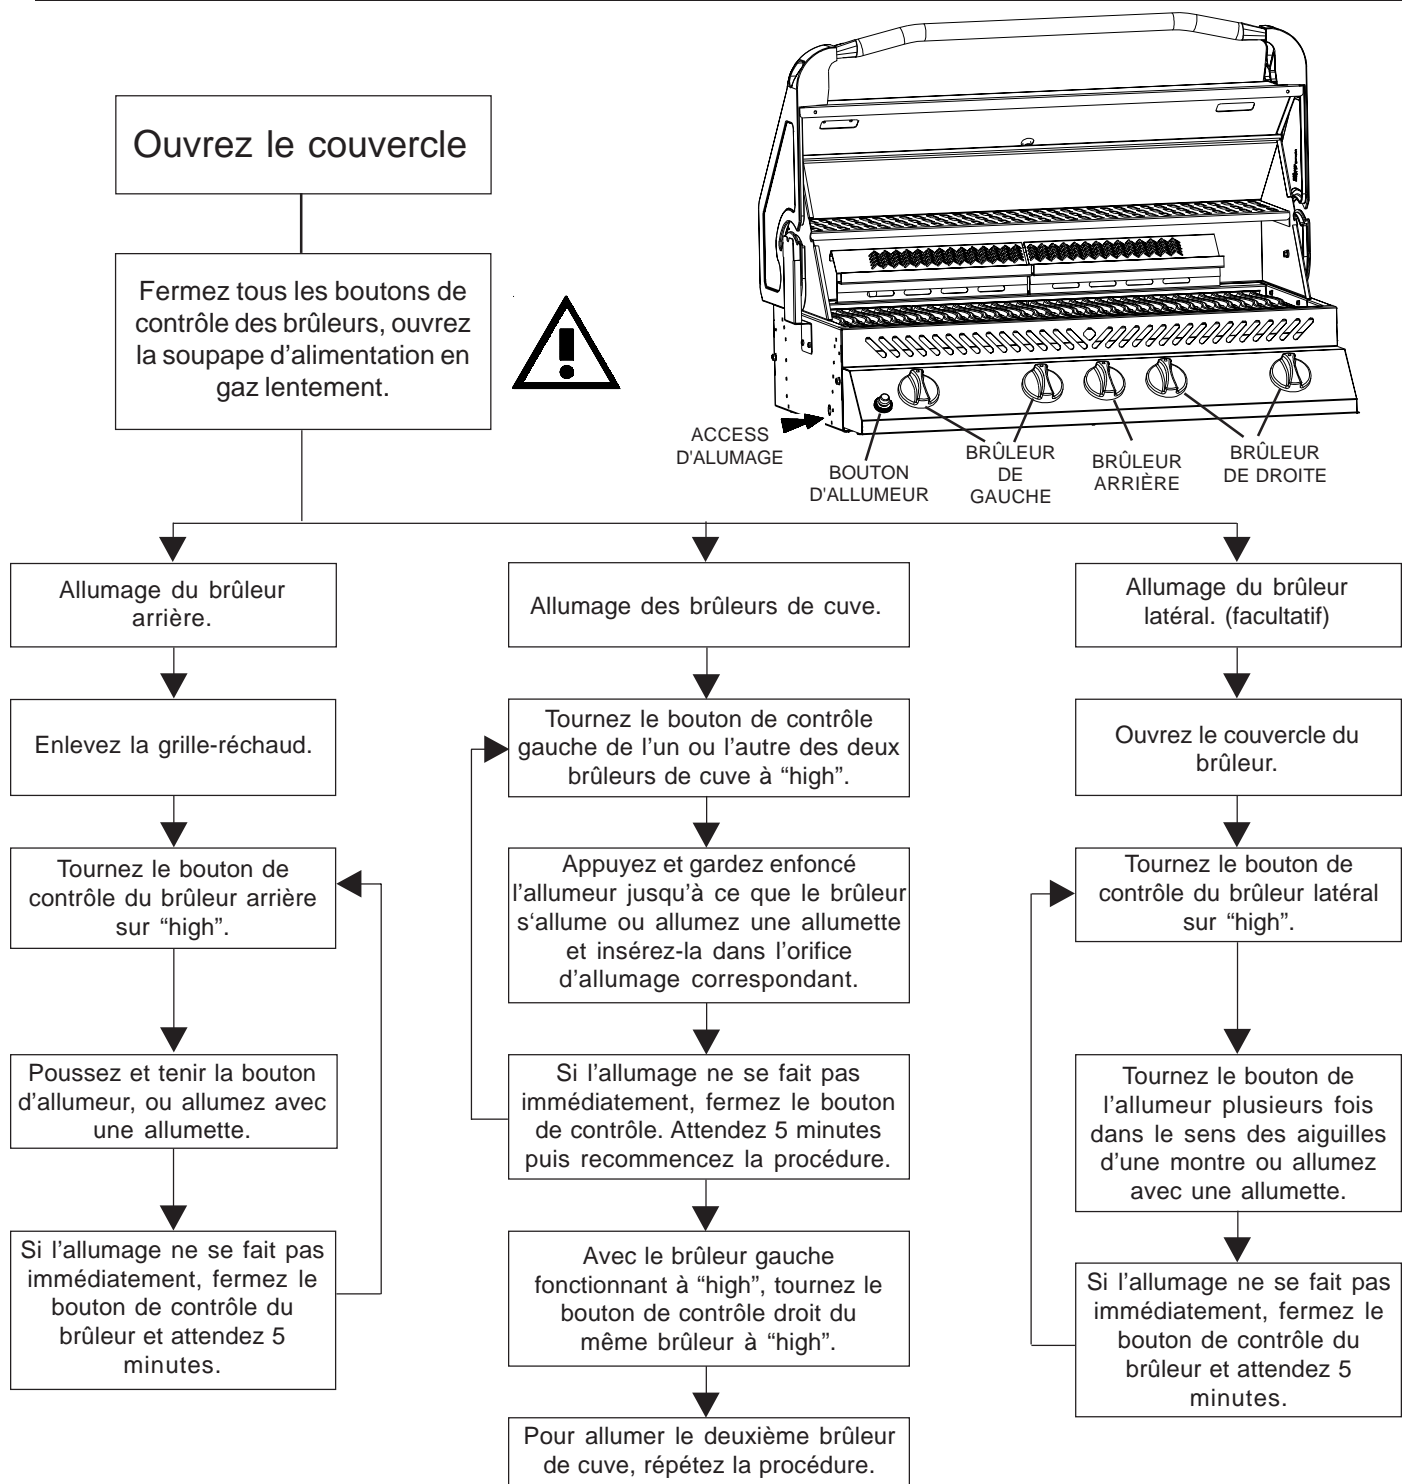 Ouvrez le couvercle
Fermez tous les boutons de
contrôle des brûleurs, ouvrez
la soupape d'alimentation en
gaz lentement.
ACCESS
D'ALUMAGE
BOUTON
D'ALLUMEUR
BRÛLEUR
DE
GAUCHE
BRÛLEUR
ARRIÈRE
BRÛLEUR
DE DROITE
Allumage du brûleur
arrière.
Enlevez la grille-réchaud.
Tournez le bouton de
contrôle du brûleur arrière
sur “high”.
Poussez et tenir la bouton
d'allumeur, ou allumez avec
une allumette.
Si l'allumage ne se fait pas
immédiatement, fermez le
bouton de contrôle du
brûleur et attendez 5
minutes.
Allumage des brûleurs de cuve.
Tournez le bouton de contrôle
gauche de l'un ou l'autre des deux
brûleurs de cuve à “high”.
Appuyez et gardez enfoncé
l'allumeur jusqu'à ce que le brûleur
s‘allume ou allumez une allumette
et insérez-la dans l'orifice
d'allumage correspondant.
Si l'allumage ne se fait pas
immédiatement, fermez le bouton
de contrôle. Attendez 5 minutes
puis recommencez la procédure.
Avec le brûleur gauche
fonctionnant à “high”, tournez le
bouton de contrôle droit du
même brûleur à “high”.
Pour allumer le deuxième brûleur
de cuve, répétez la procédure.
Allumage du brûleur
latéral. (facultatif)
Ouvrez le couvercle du
brûleur.
Tournez le bouton de
contrôle du brûleur latéral
sur “high”.
Tournez le bouton de
l'allumeur plusieurs fois
dans le sens des aiguilles
d'une montre ou allumez
avec une allumette.
Si l'allumage ne se fait pas
immédiatement, fermez le
bouton de contrôle du
brûleur et attendez 5
minutes.